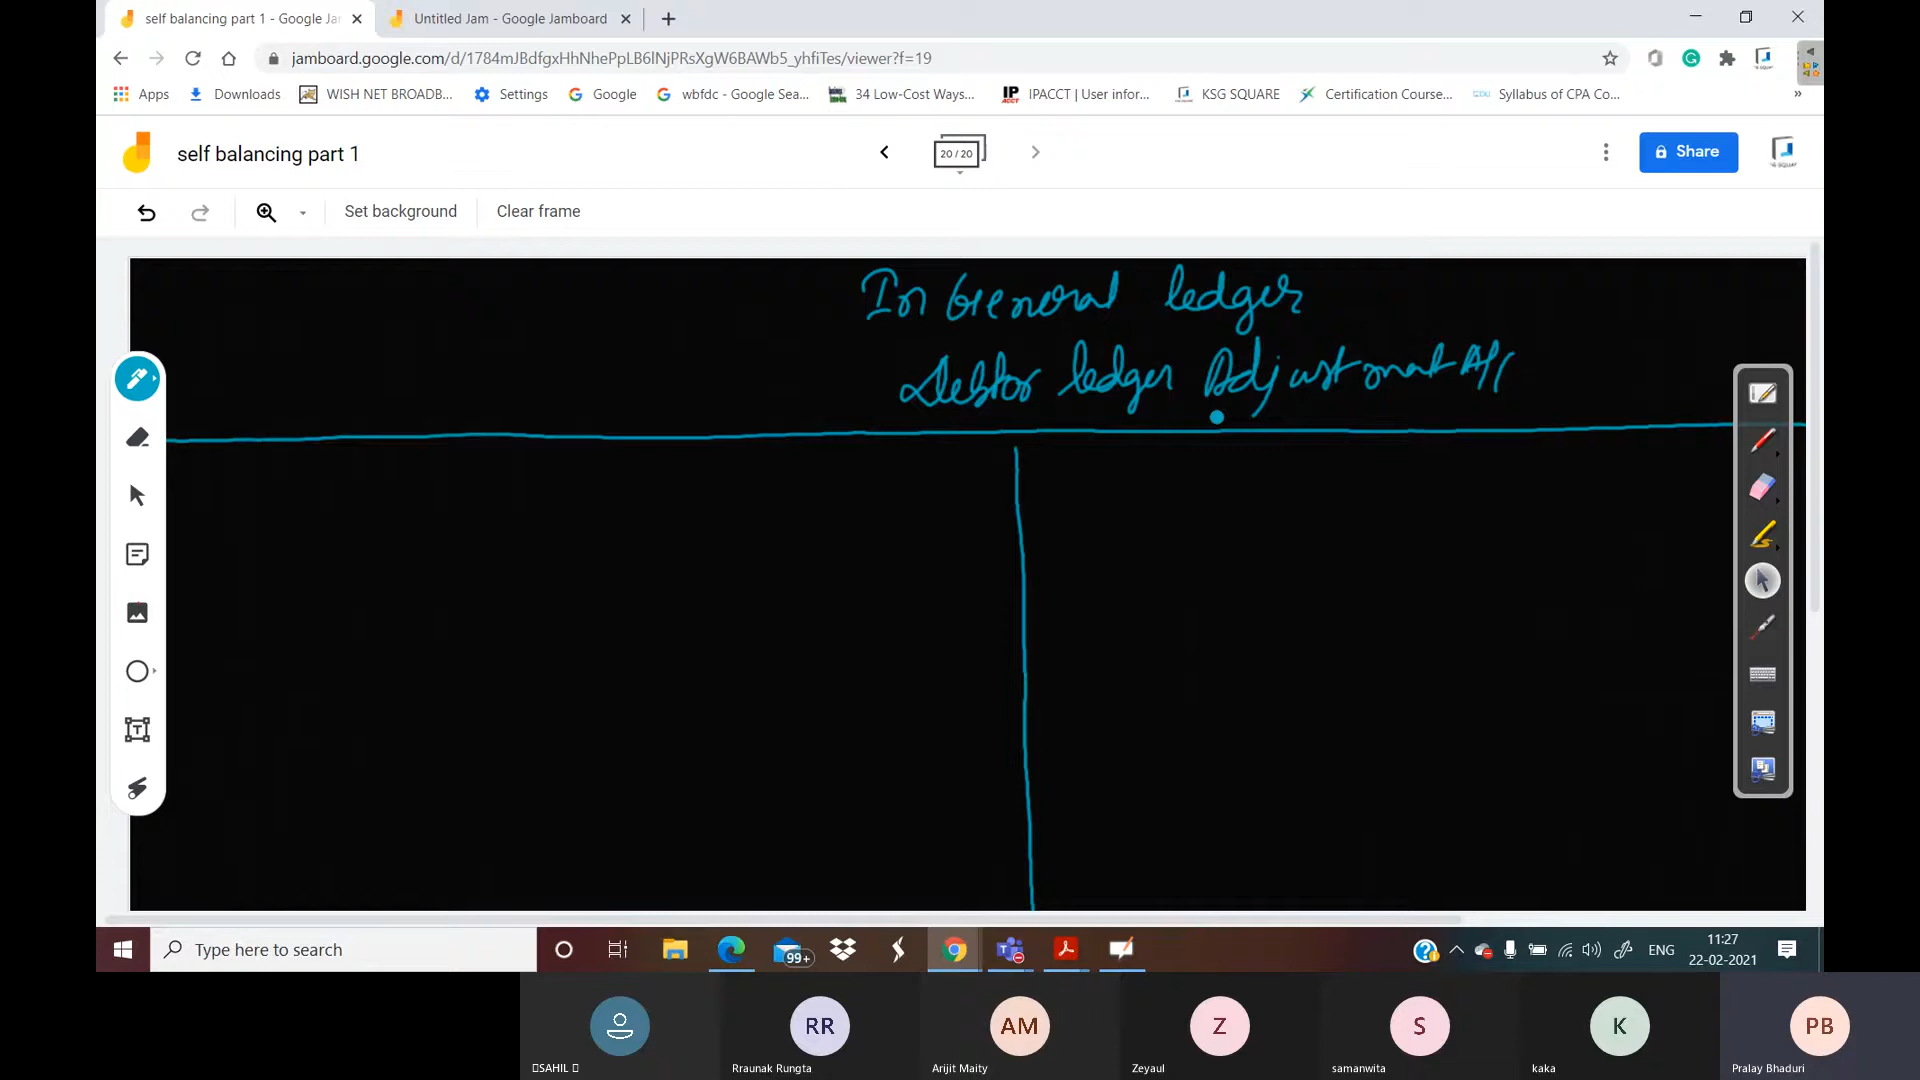 self balancing part 1 - Google Ja
Untitled Jam - Google Jamboard
jamboard.google.com/d/1784mJBdfgxHhNhePpLB6lNjPRsXgW6BAWb5_yhfiTes/viewer?f=19
Apps Downloads WISH NET BROADB... Settings Google wbfdc - Google Sea... 34 Low-Cost Ways... IPACCT | User infor... KSG SQUARE Certification Course... Syllabus of CPA Co... »
self balancing part 1
20 / 20
Share
Set background Clear frame
In General ledger
Debtor ledger Adjustment A/c
Type here to search
99+
ENG
11:27
22-02-2021
RR AM Z S K PB
SAHIL Rraunak Rungta Arijit Maity Zeyaul samanwita kaka Pralay Bhaduri